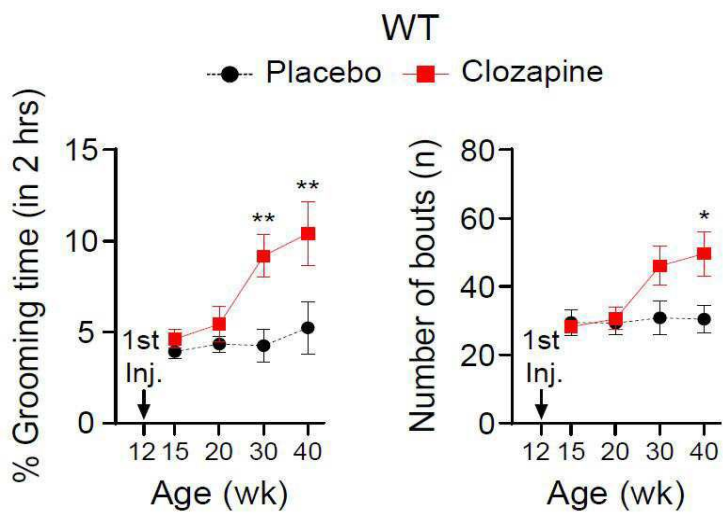 WT
Placebo Clozapine
% Grooming time (in 2 hrs)
15
10
5
0
**
**
1st
Inj.
12 15 20 30 40
Age (wk)
Number of bouts (n)
80
60
40
20
0
*
1st
Inj.
12 15 20 30 40
Age (wk)